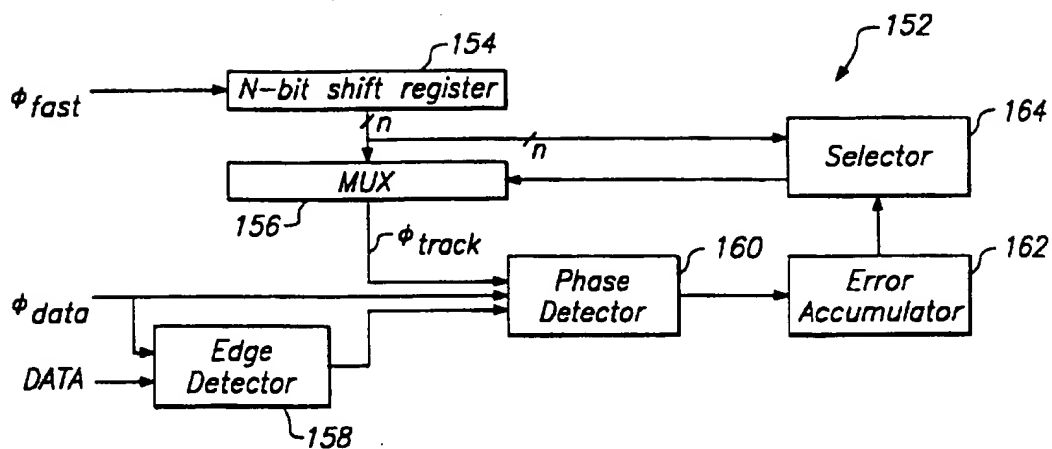 154
152
ϕfast
N-bit shift register
n
n
164
Selector
MUX
156
ϕtrack
160
162
Phase
Detector
Error
Accumulator
ϕdata
Edge
Detector
DATA
158